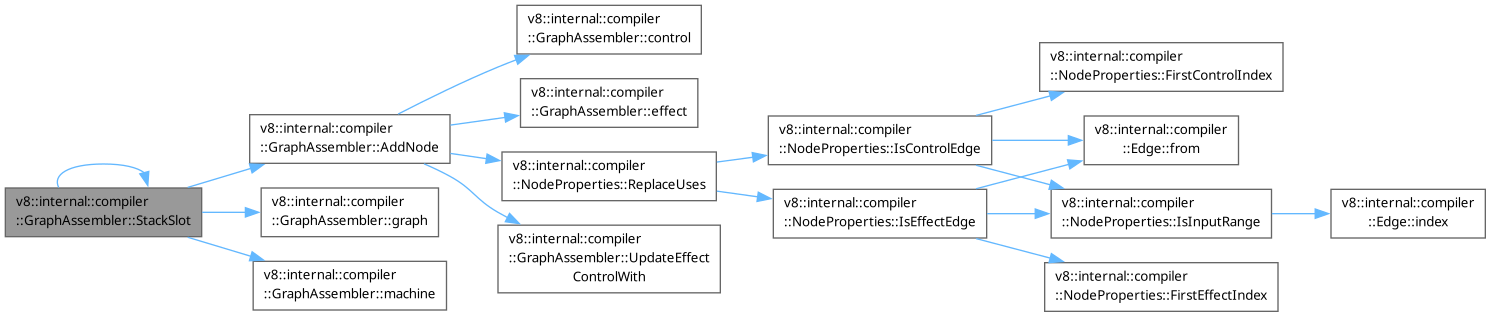 v8::internal::compiler
::GraphAssembler::StackSlot
v8::internal::compiler
::GraphAssembler::AddNode
v8::internal::compiler
::GraphAssembler::graph
v8::internal::compiler
::GraphAssembler::machine
v8::internal::compiler
::GraphAssembler::control
v8::internal::compiler
::GraphAssembler::effect
v8::internal::compiler
::NodeProperties::ReplaceUses
v8::internal::compiler
::GraphAssembler::UpdateEffect
ControlWith
v8::internal::compiler
::NodeProperties::IsControlEdge
v8::internal::compiler
::NodeProperties::IsEffectEdge
v8::internal::compiler
::NodeProperties::FirstControlIndex
v8::internal::compiler
::Edge::from
v8::internal::compiler
::NodeProperties::IsInputRange
v8::internal::compiler
::NodeProperties::FirstEffectIndex
v8::internal::compiler
::Edge::index